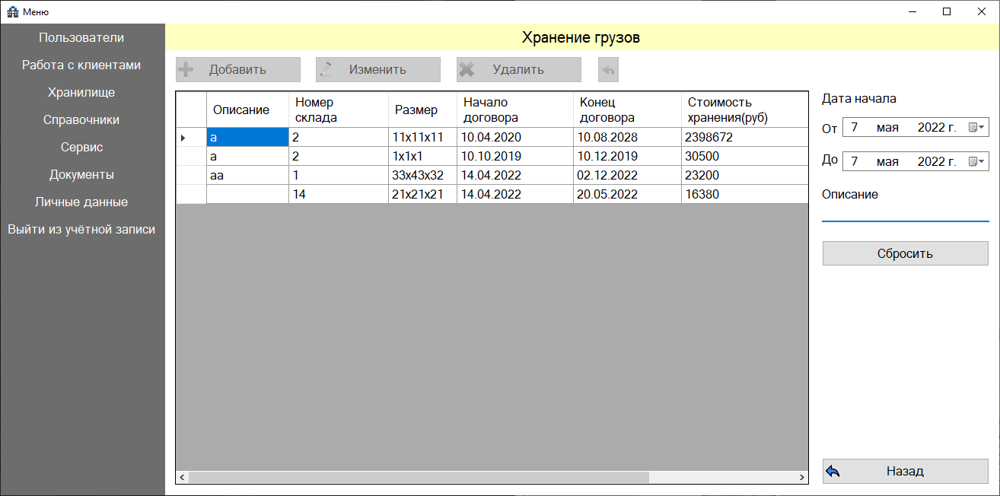 Меню
Пользователи
Работа с клиентами
Хранилище
Справочники
Сервис
Документы
Личные данные
Выйти из учётной записи
Хранение грузов
Добавить Изменить Удалить
Описание Номер склада Размер Начало договора Конец договора Стоимость хранения(руб)
а 2 11x11x11 10.04.2020 10.08.2028 2398672
а 2 1x1x1 10.10.2019 10.12.2019 30500
аа 1 33x43x32 14.04.2022 02.12.2022 23200
14 21x21x21 14.04.2022 20.05.2022 16380
Дата начала
От 7 мая 2022 г.
До 7 мая 2022 г.
Описание
Сбросить
Назад